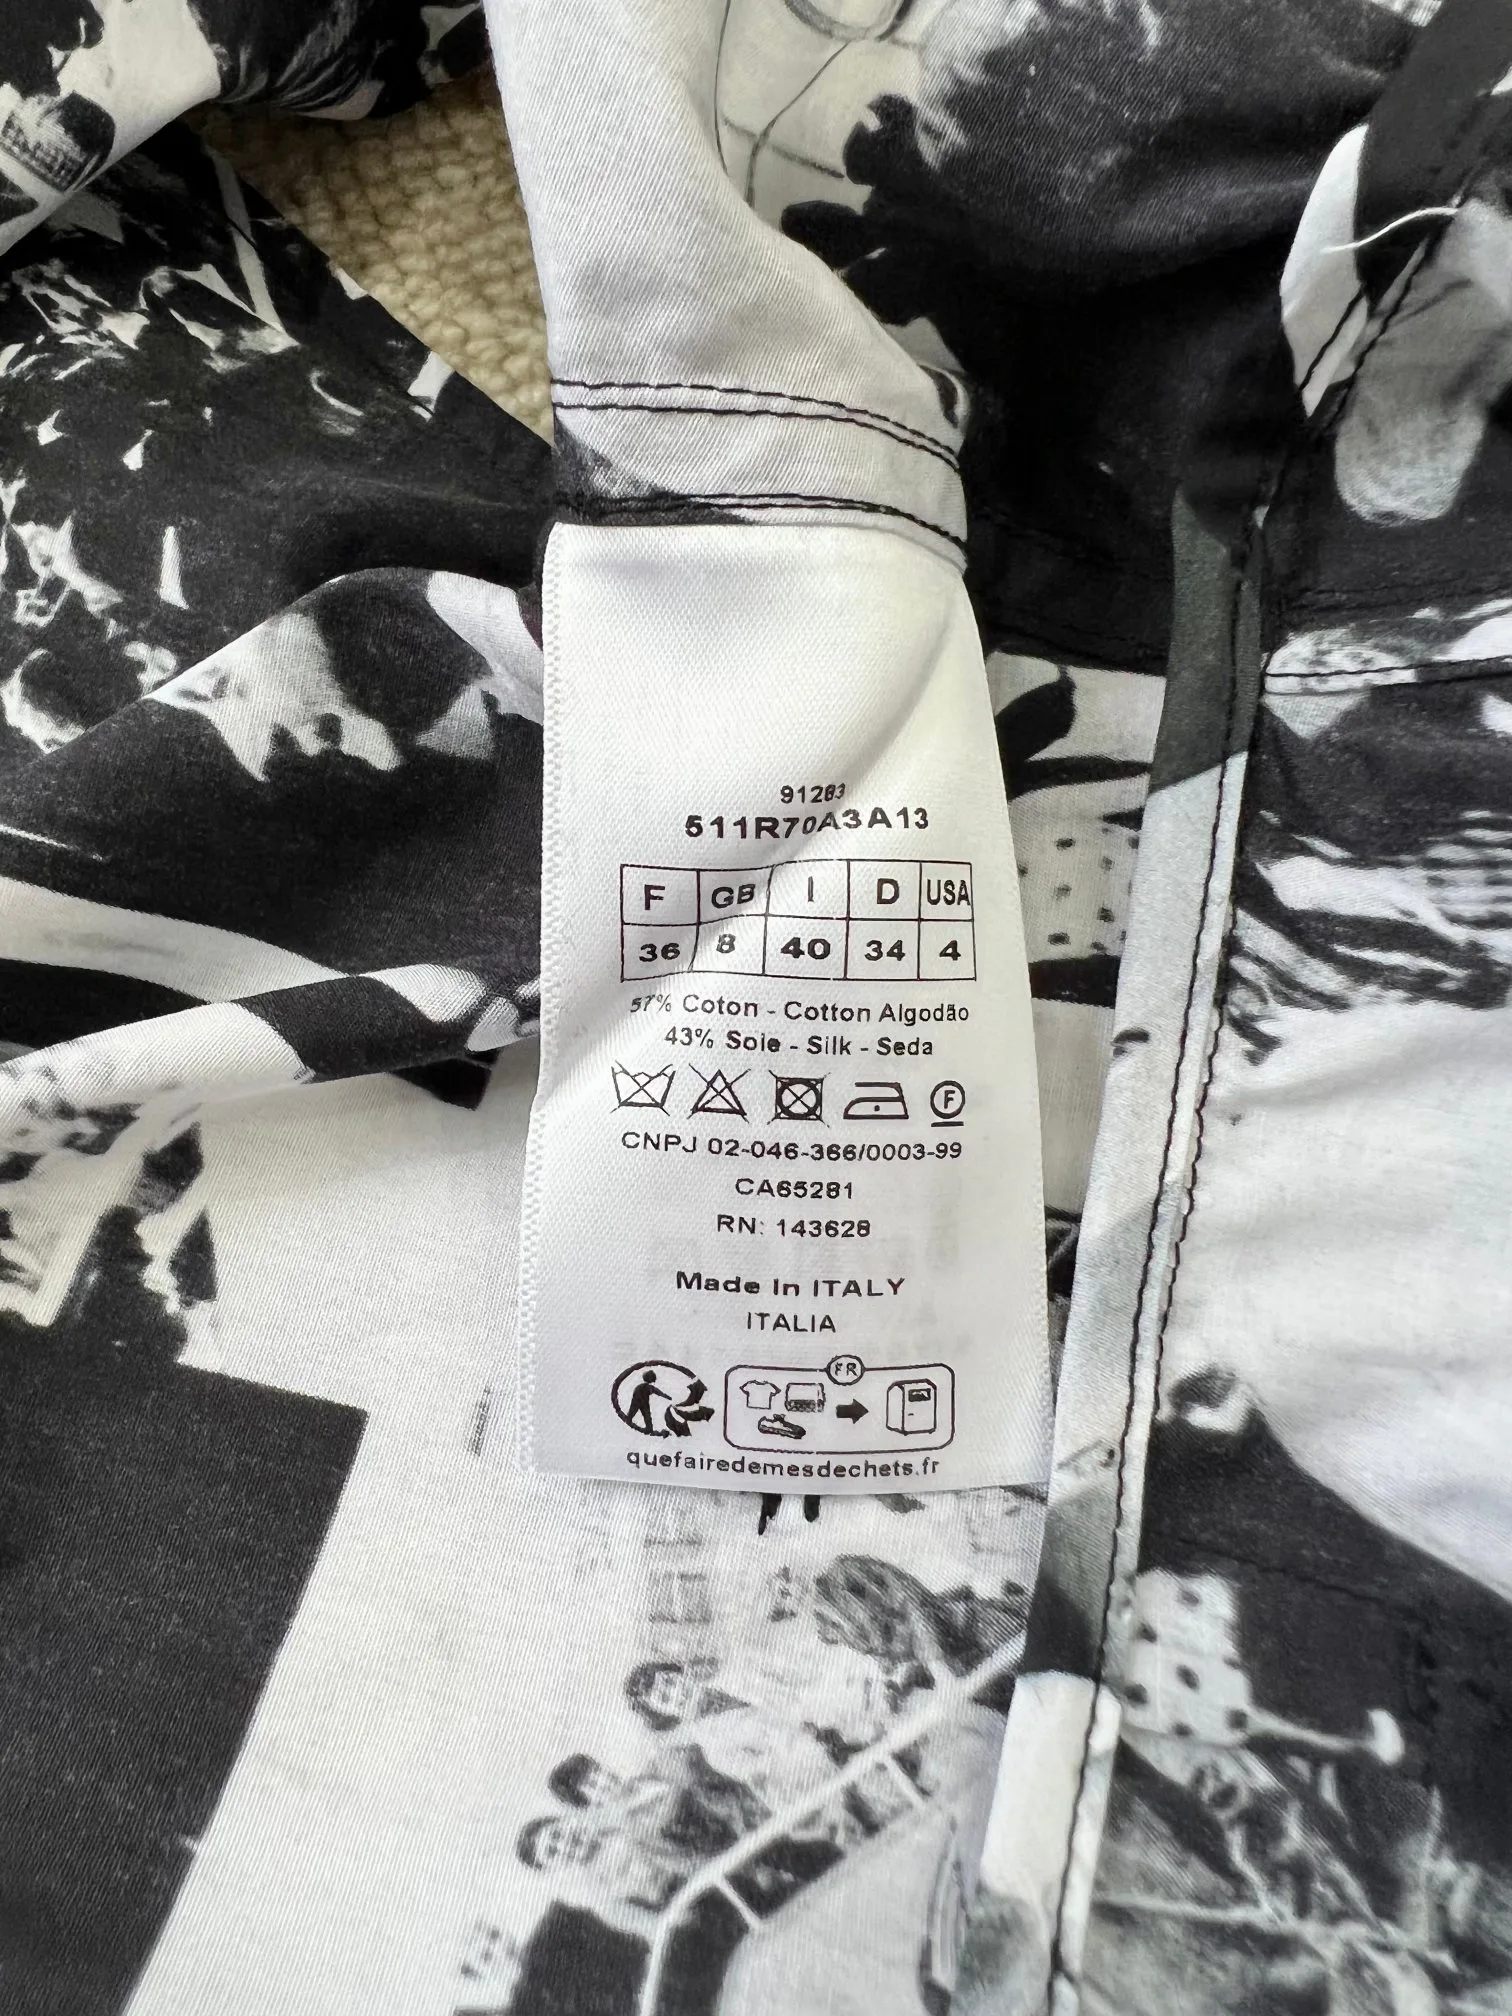 91263
511R70A3A13
F GB I D USA
36 8 40 34 4
57% Coton - Cotton Algodão
43% Soie - Silk - Seda
F
CNPJ 02-046-366/0003-99
CA65281
RN: 143628
Made In ITALY
ITALIA
FR
quefairedemesdechets.fr